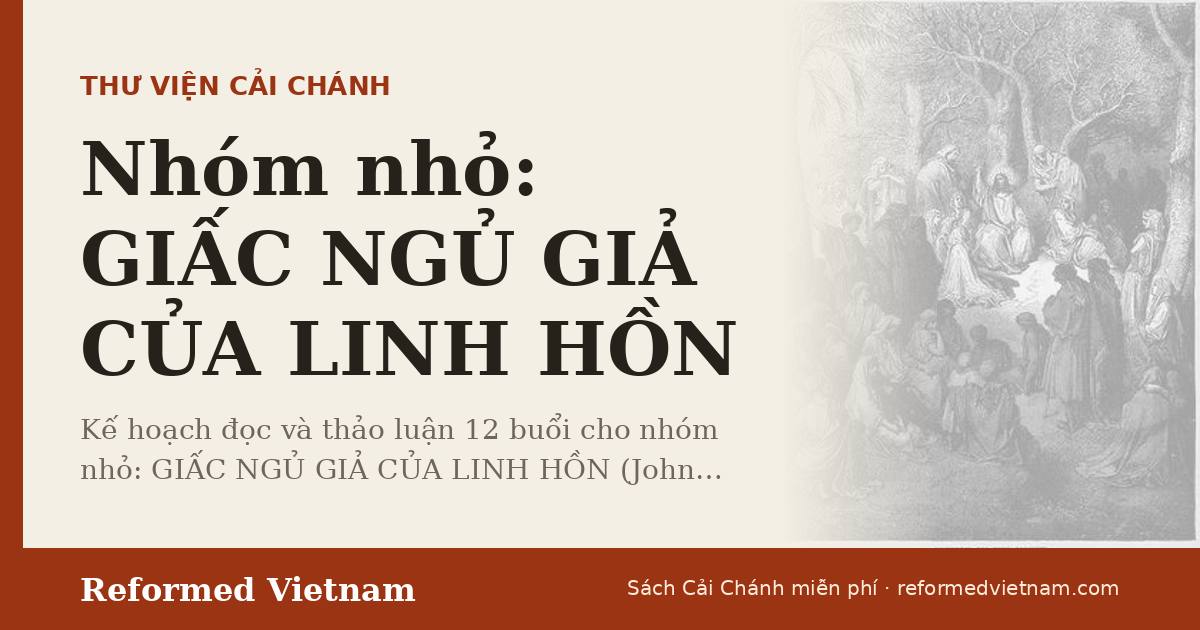 THƯ VIỆN CẢI CHÁNH
Nhóm nhỏ:
GIẤC NGỦ GIẢ
CỦA LINH HỒN
Kế hoạch đọc và thảo luận 12 buổi cho nhóm
nhỏ: GIẤC NGỦ GIẢ CỦA LINH HỒN (John…
Reformed Vietnam
Sách Cải Chánh miễn phí · reformedvietnam.com